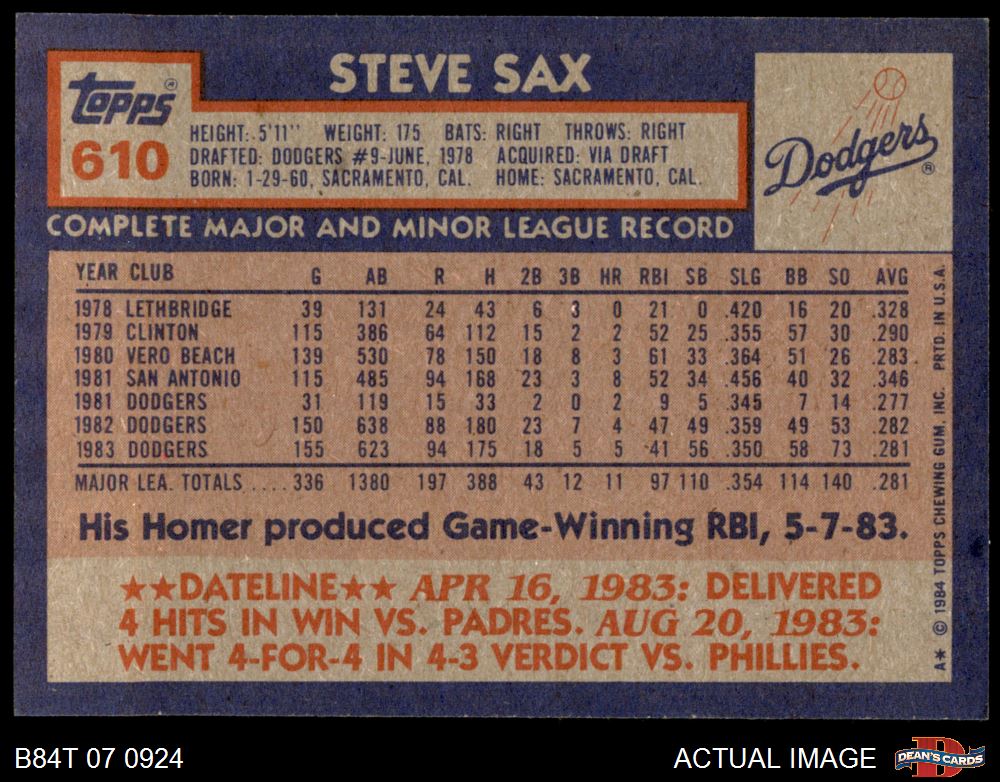 STEVE SAX
Topps®
610
HEIGHT: 5'11" WEIGHT: 175 BATS: RIGHT THROWS: RIGHT
DRAFTED: DODGERS #9-JUNE, 1978 ACQUIRED: VIA DRAFT
BORN: 1-29-60, SACRAMENTO, CAL. HOME: SACRAMENTO, CAL.
Dodgers®
COMPLETE MAJOR AND MINOR LEAGUE RECORD
YEAR CLUB G AB R H 2B 3B HR RBI SB SLG BB SO AVG
1978 LETHBRIDGE 39 131 24 43 6 3 0 21 0 .420 16 20 .328
1979 CLINTON 115 386 64 112 15 2 2 52 25 .355 57 30 .290
1980 VERO BEACH 139 530 78 150 18 8 3 61 33 .364 51 26 .283
1981 SAN ANTONIO 115 485 94 168 23 3 8 52 34 .456 40 32 .346
1981 DODGERS 31 119 15 33 2 0 2 9 5 .345 7 14 .277
1982 DODGERS 150 638 88 180 23 7 4 47 49 .359 49 53 .282
1983 DODGERS 155 623 94 175 18 5 5 41 56 .350 58 73 .281
MAJOR LEA. TOTALS .... 336 1380 197 388 43 12 11 97 110 .354 114 140 .281
His Homer produced Game-Winning RBI, 5-7-83.
★★DATELINE★★ APR 16, 1983: DELIVERED
4 HITS IN WIN VS. PADRES. AUG 20, 1983:
WENT 4-FOR-4 IN 4-3 VERDICT VS. PHILLIES.
A* © 1984 TOPPS CHEWING GUM, INC. PRTD. IN U.S.A.
B84T 07 0924
ACTUAL IMAGE
D
DEAN'S CARDS